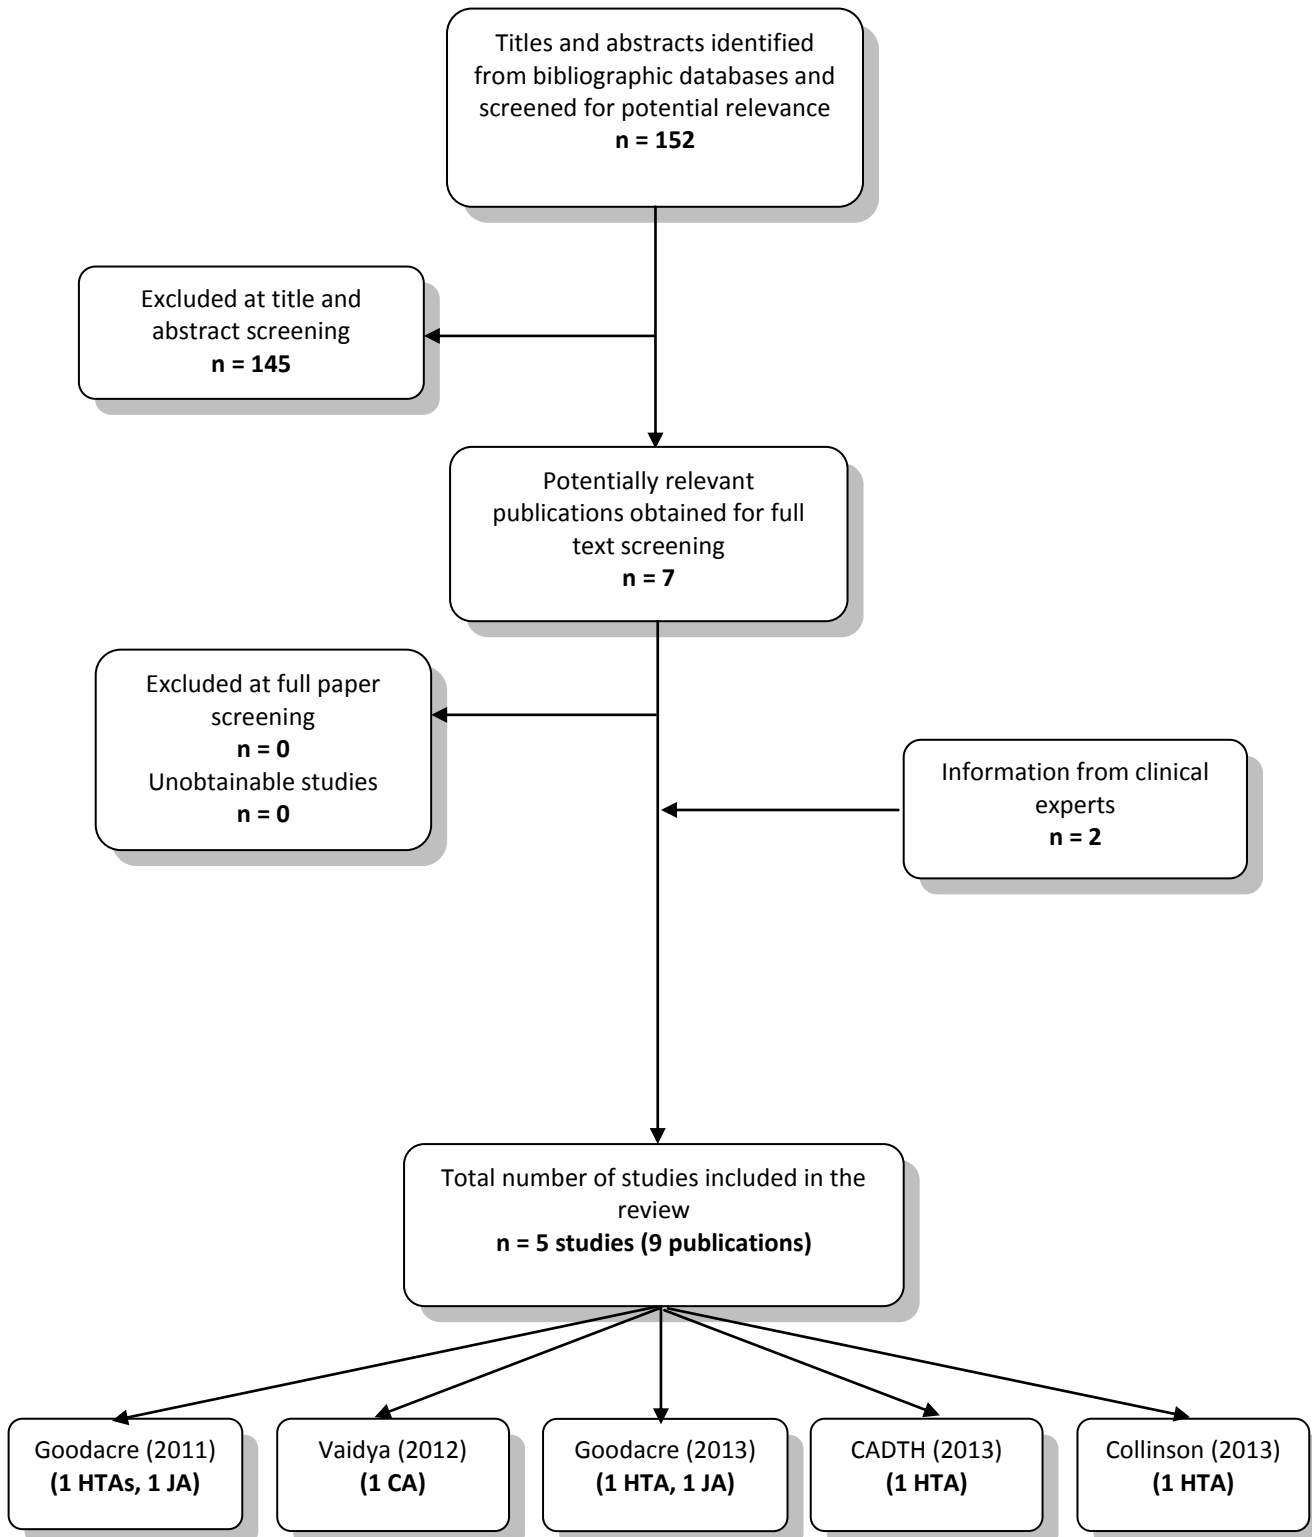 Titles and abstracts identified
from bibliographic databases and
screened for potential relevance
n = 152
Excluded at title and
abstract screening
n = 145
Potentially relevant
publications obtained for full
text screening
n = 7
Excluded at full paper
screening
n = 0
Unobtainable studies
n = 0
Information from clinical
experts
n = 2
Total number of studies included in the
review
n = 5 studies (9 publications)
Goodacre (2011)
(1 HTAs, 1 JA)
Vaidya (2012)
(1 CA)
Goodacre (2013)
(1 HTA, 1 JA)
CADTH (2013)
(1 HTA)
Collinson (2013)
(1 HTA)